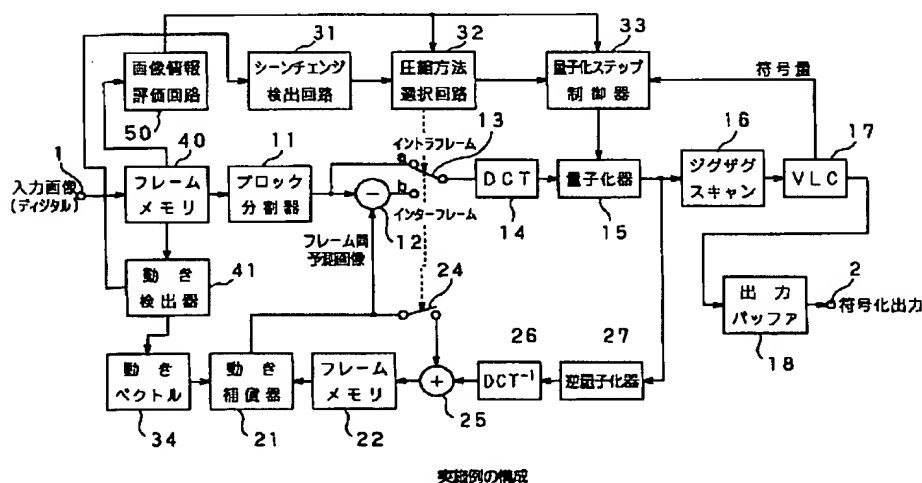 31
32
33
画像情報
評価回路
シーンチェンジ
検出回路
圧縮方法
選択回路
量子化ステップ
制御器
符号量
50
40
11
イントラフレーム
13
16
17
1
入力画像
(ディジタル)
フレーム
メモリ
ブロック
分割器
a
b
−
12
インターフレーム
DCT
14
量子化器
15
ジグザグ
スキャン
VLC
フレーム間
予測画像
動き
検出器
41
24
26
27
出力
バッファ
18
2
符号化出力
動き
ベクトル
34
動き
補償器
21
フレーム
メモリ
22
+
25
DCT⁻¹
逆量子化器
実施例の構成